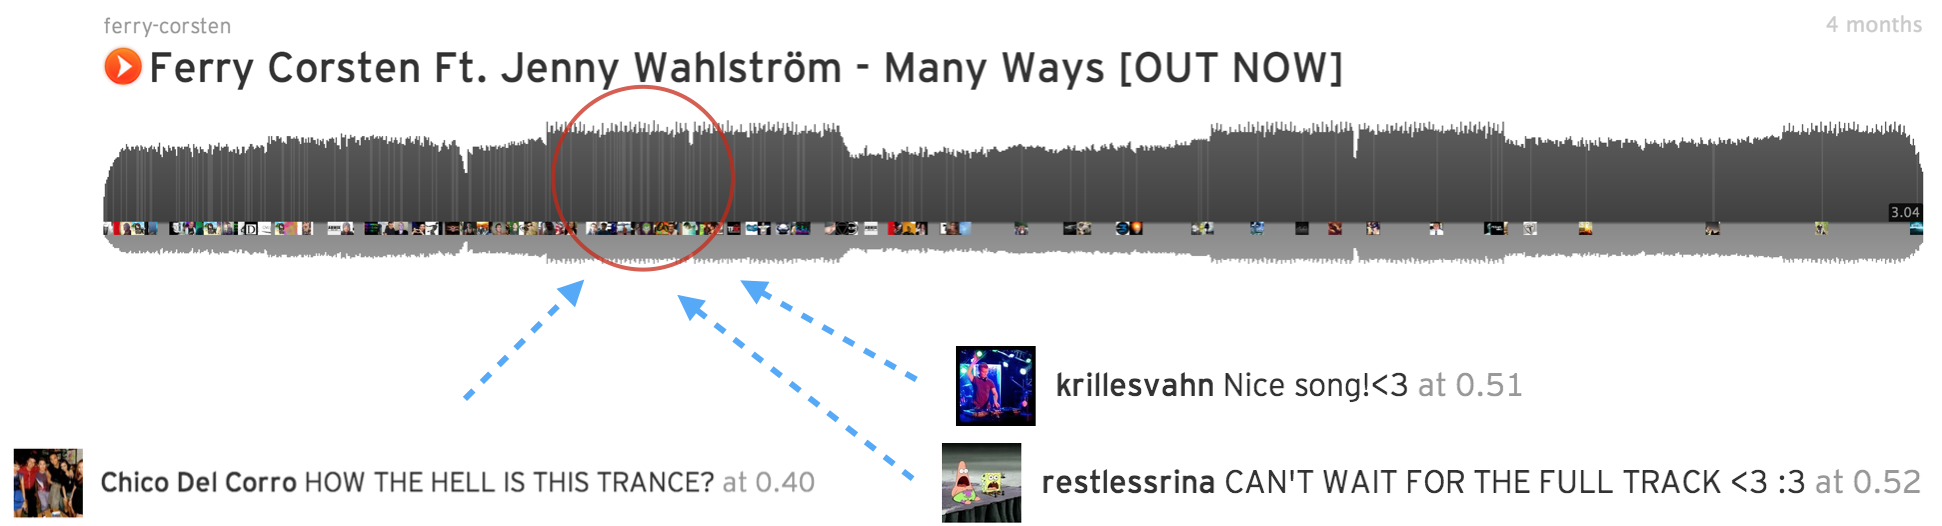 ferry-corsten
4 months
Ferry Corsten Ft. Jenny Wahlström - Many Ways [OUT NOW]
3.04
krillesvahn Nice song!<3 at 0.51
Chico Del Corro HOW THE HELL IS THIS TRANCE? at 0.40
restlessrina CAN'T WAIT FOR THE FULL TRACK <3 :3 at 0.52